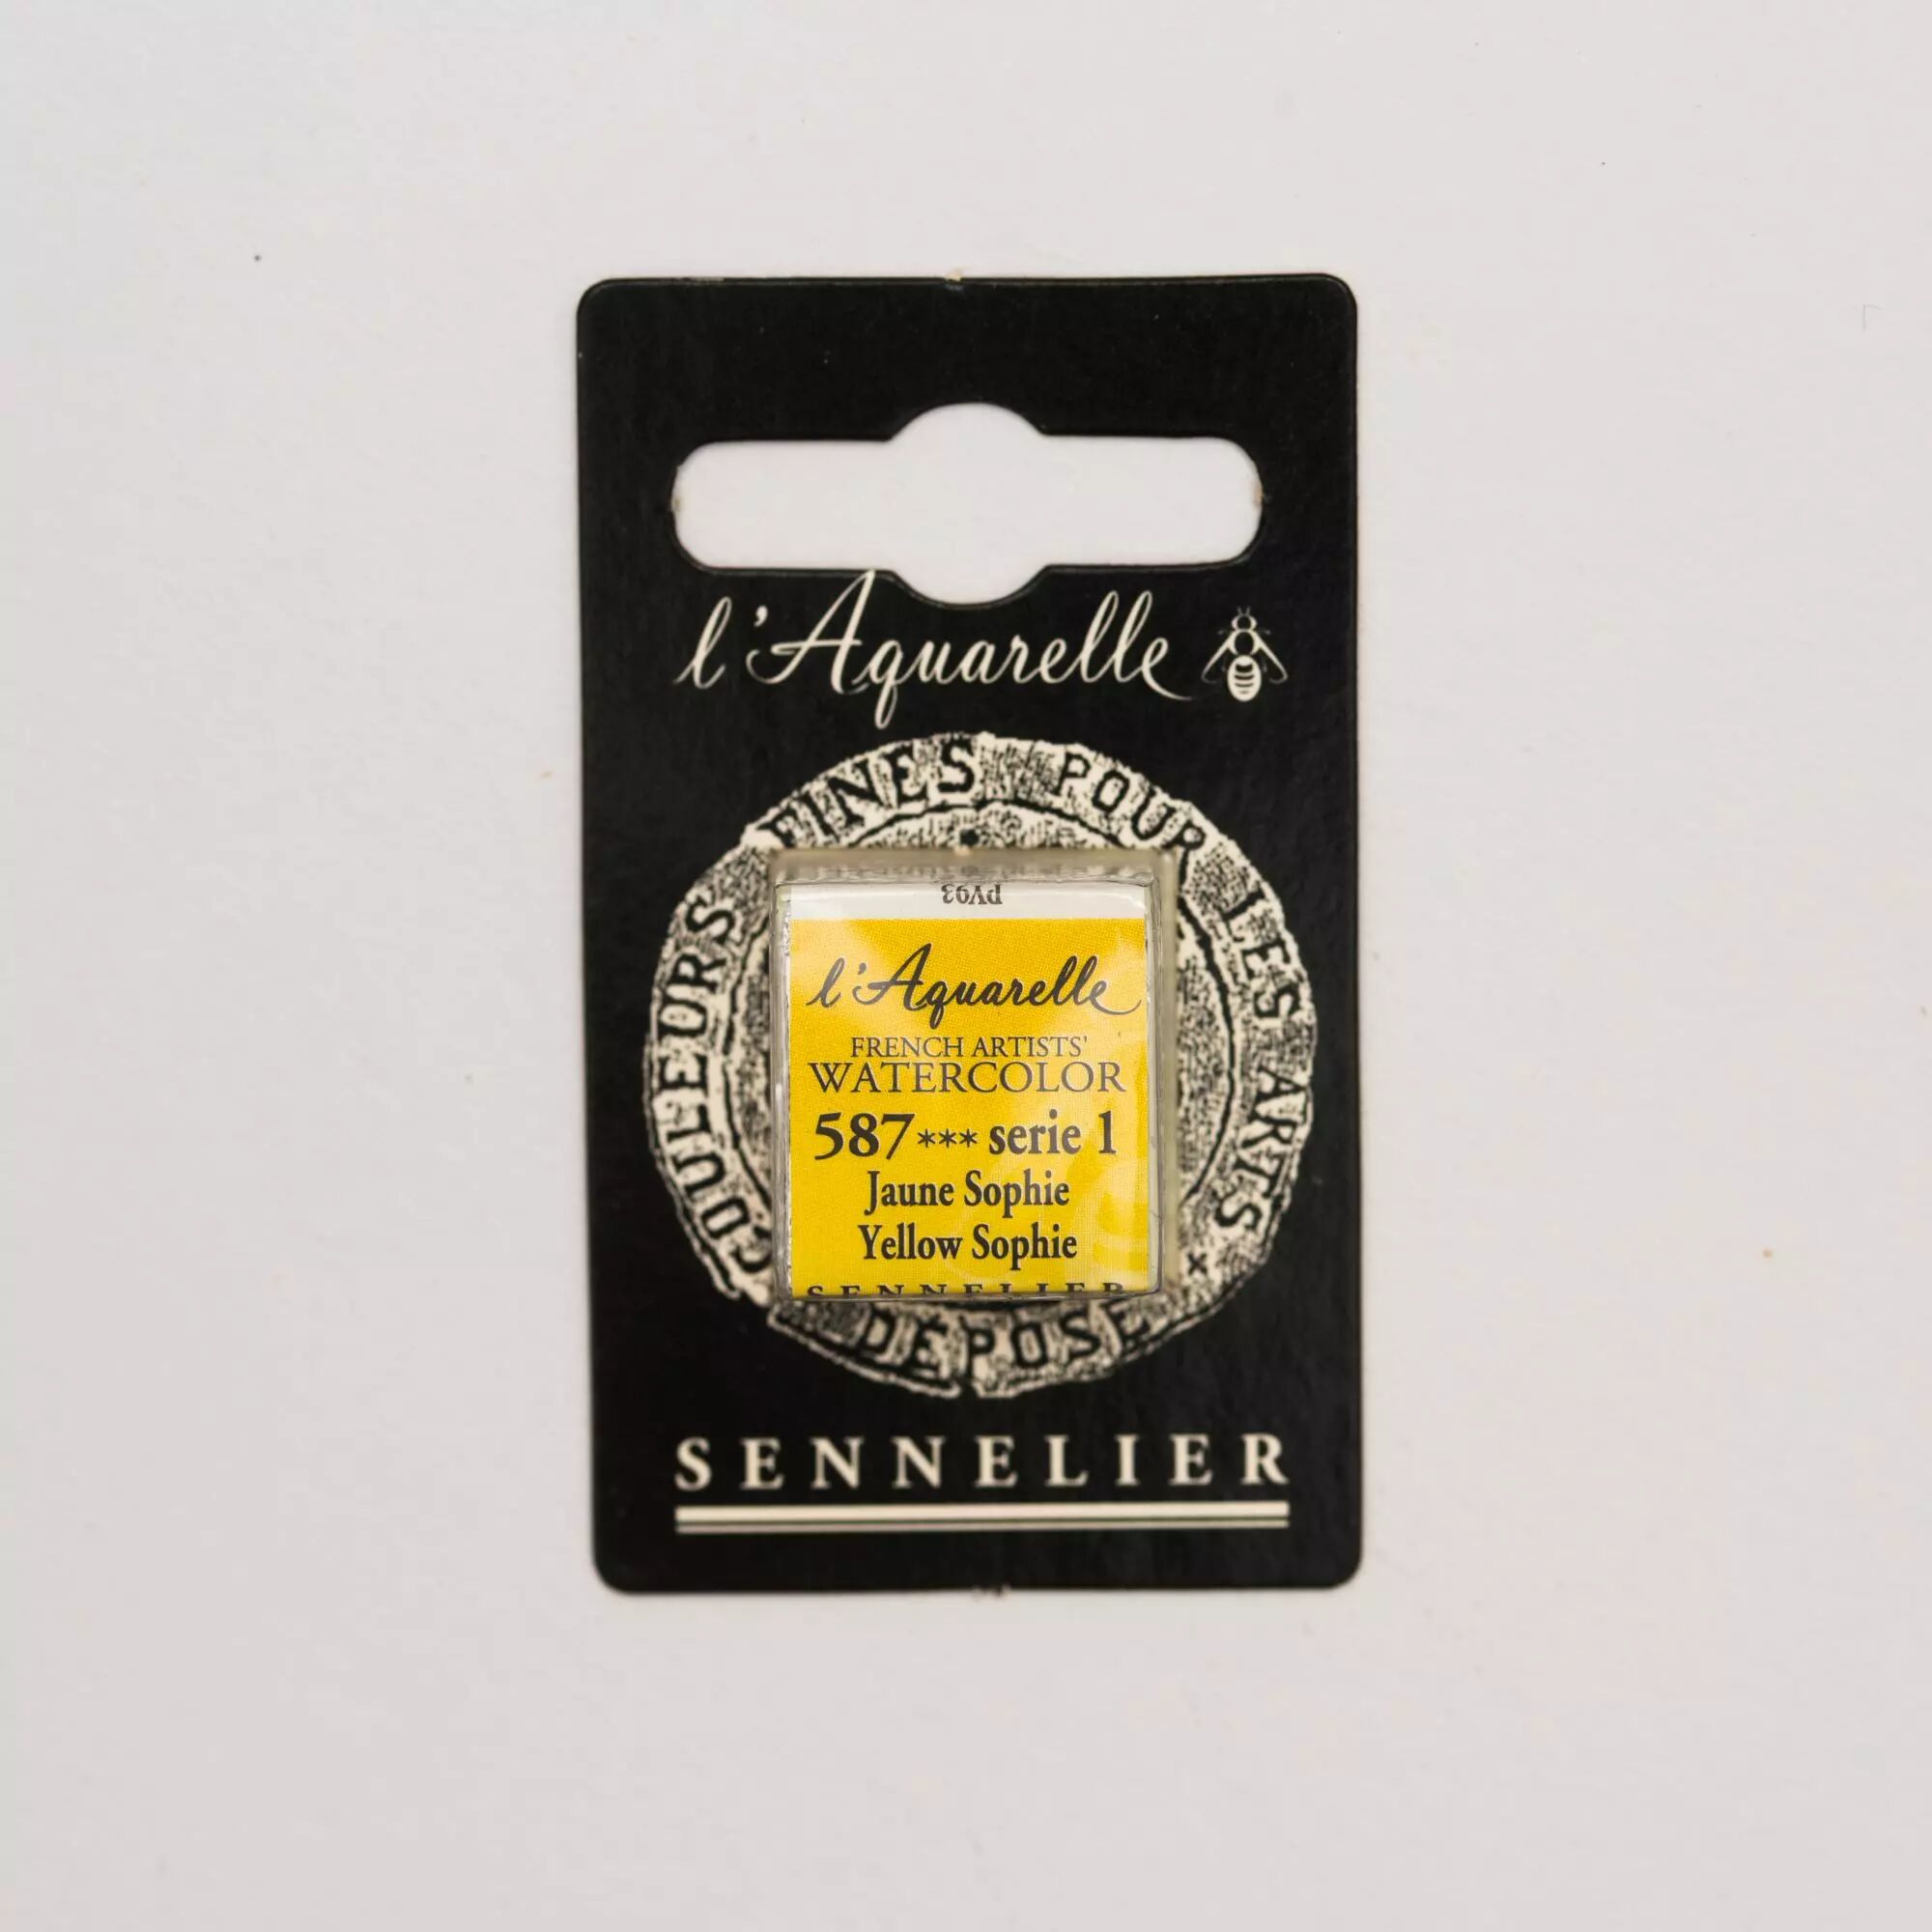 l'Aquarelle
COULEURS FINES POUR LES ARTS
PY93
l'Aquarelle
FRENCH ARTISTS'
WATERCOLOR
587*** serie 1
Jaune Sophie
Yellow Sophie
SENNELIER
DÉPOSÉ
SENNELIER